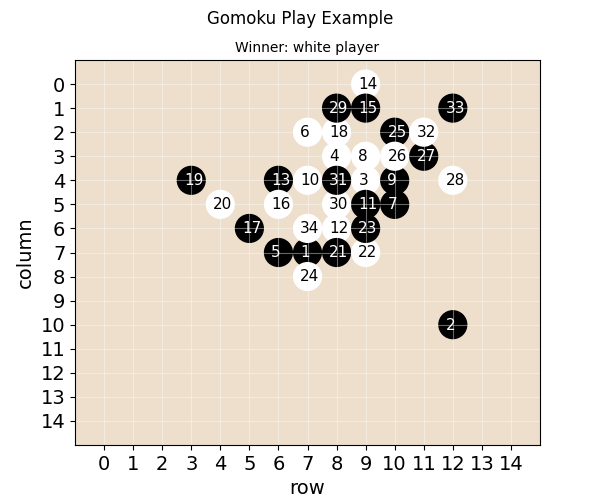 Gomoku Play Example
Winner: white player
0 14
1 29 15 33
2 6 18 25 32
3 4 8 26 27
4 19 13 10 31 3 9 28
5 20 16 30 11 7
6 17 34 12 23
7 5 1 21 22
8 24
9
10 2
11
12
13
14
column
0 1 2 3 4 5 6 7 8 9 10 11 12 13 14
row